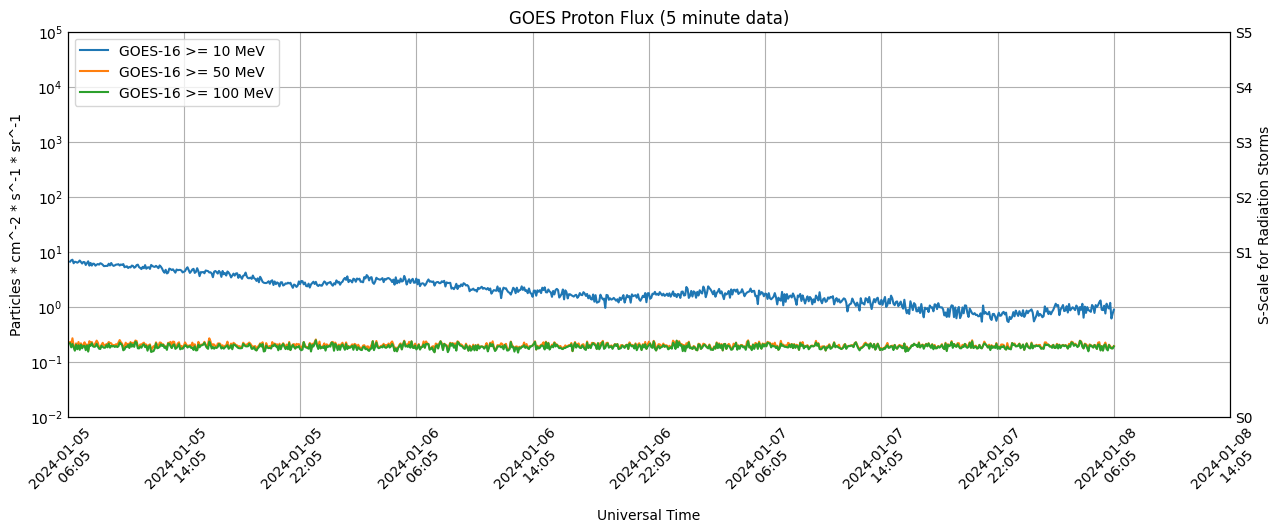 GOES Proton Flux (5 minute data)
GOES-16 >= 10 MeV
GOES-16 >= 50 MeV
GOES-16 >= 100 MeV
Particles * cm^-2 * s^-1 * sr^-1
10^5
10^4
10^3
10^2
10^1
10^0
10^-1
10^-2
S5
S4
S3
S2
S1
S0
S-Scale for Radiation Storms
2024-01-05
06:05
2024-01-05
14:05
2024-01-05
22:05
2024-01-06
06:05
2024-01-06
14:05
2024-01-06
22:05
2024-01-07
06:05
2024-01-07
14:05
2024-01-07
22:05
2024-01-08
06:05
2024-01-08
14:05
Universal Time